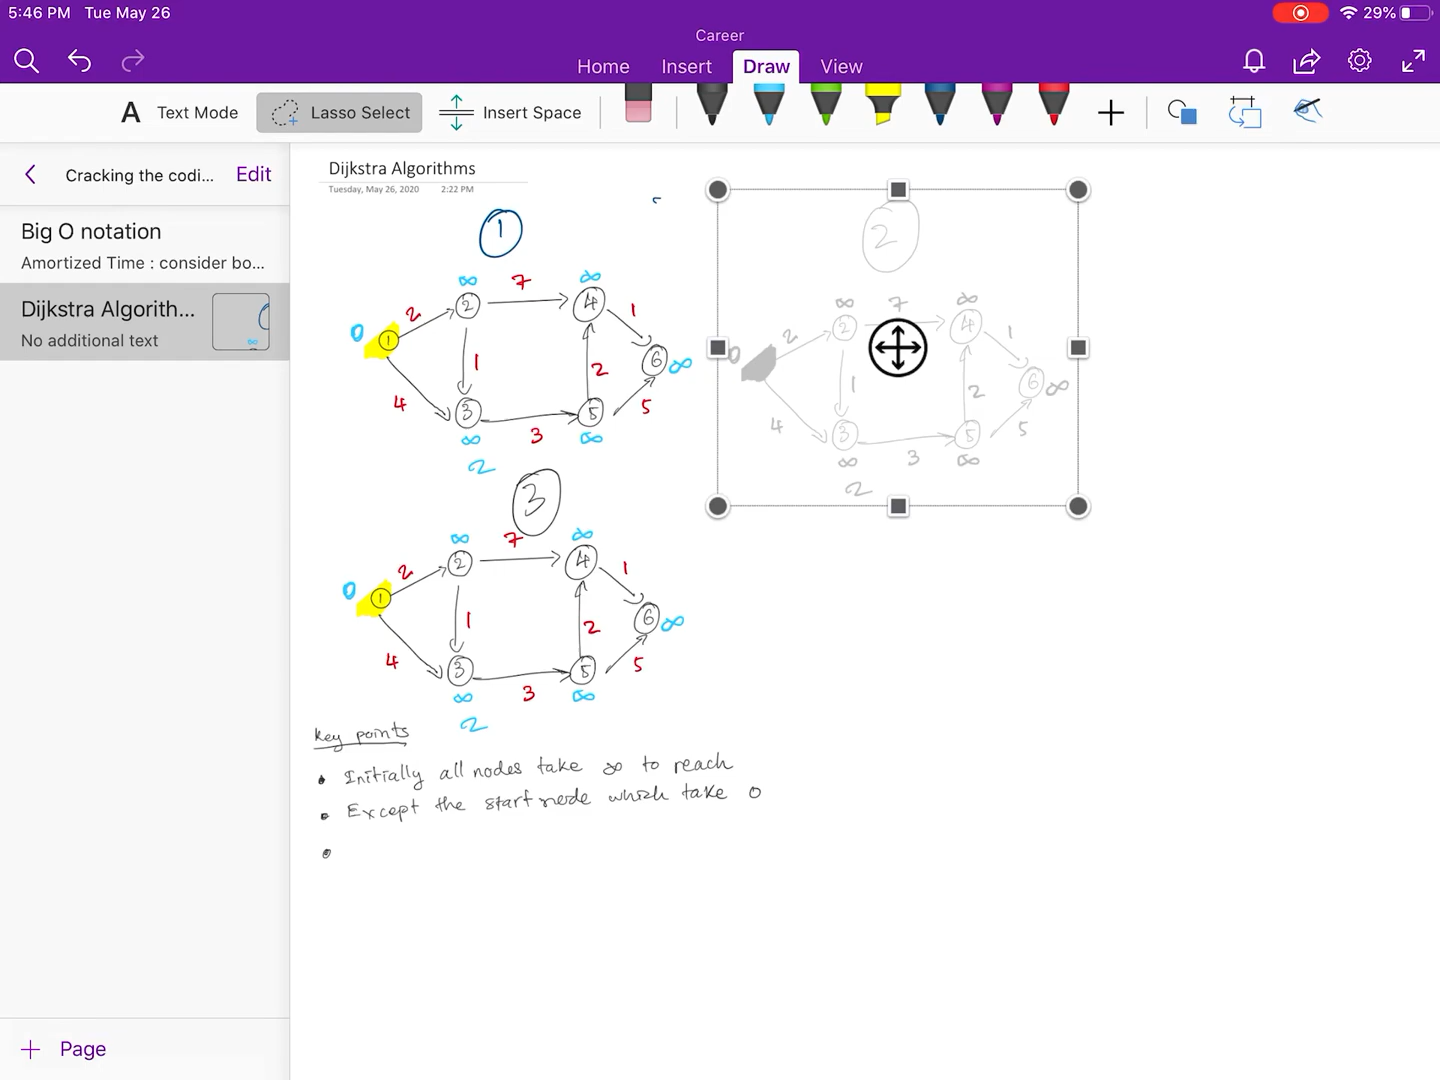 5:46 PM Tue May 26
29%
Career
Home Insert Draw View
A Text Mode Lasso Select Insert Space
Cracking the codi... Edit
Big O notation
Amortized Time : consider bo...
Dijkstra Algorith...
No additional text
∞
Page
Dijkstra Algorithms
Tuesday, May 26, 2020 2:22 PM
1
∞ 7 ∞
2 2 4 1
0 1
1 2 6 ∞
4 3 5 5
∞ 3 ∞
2
2
∞ 7 ∞
2 2 4 1
0
1 2 6 ∞
4 3 5 5
∞ 3 ∞
2
3
∞ 7 ∞
2 2 4 1
0 1
1 2 6 ∞
4 3 5 5
∞ 3 ∞
2
Key points
• Initially all nodes take ∞ to reach
• Except the start node which take 0
•